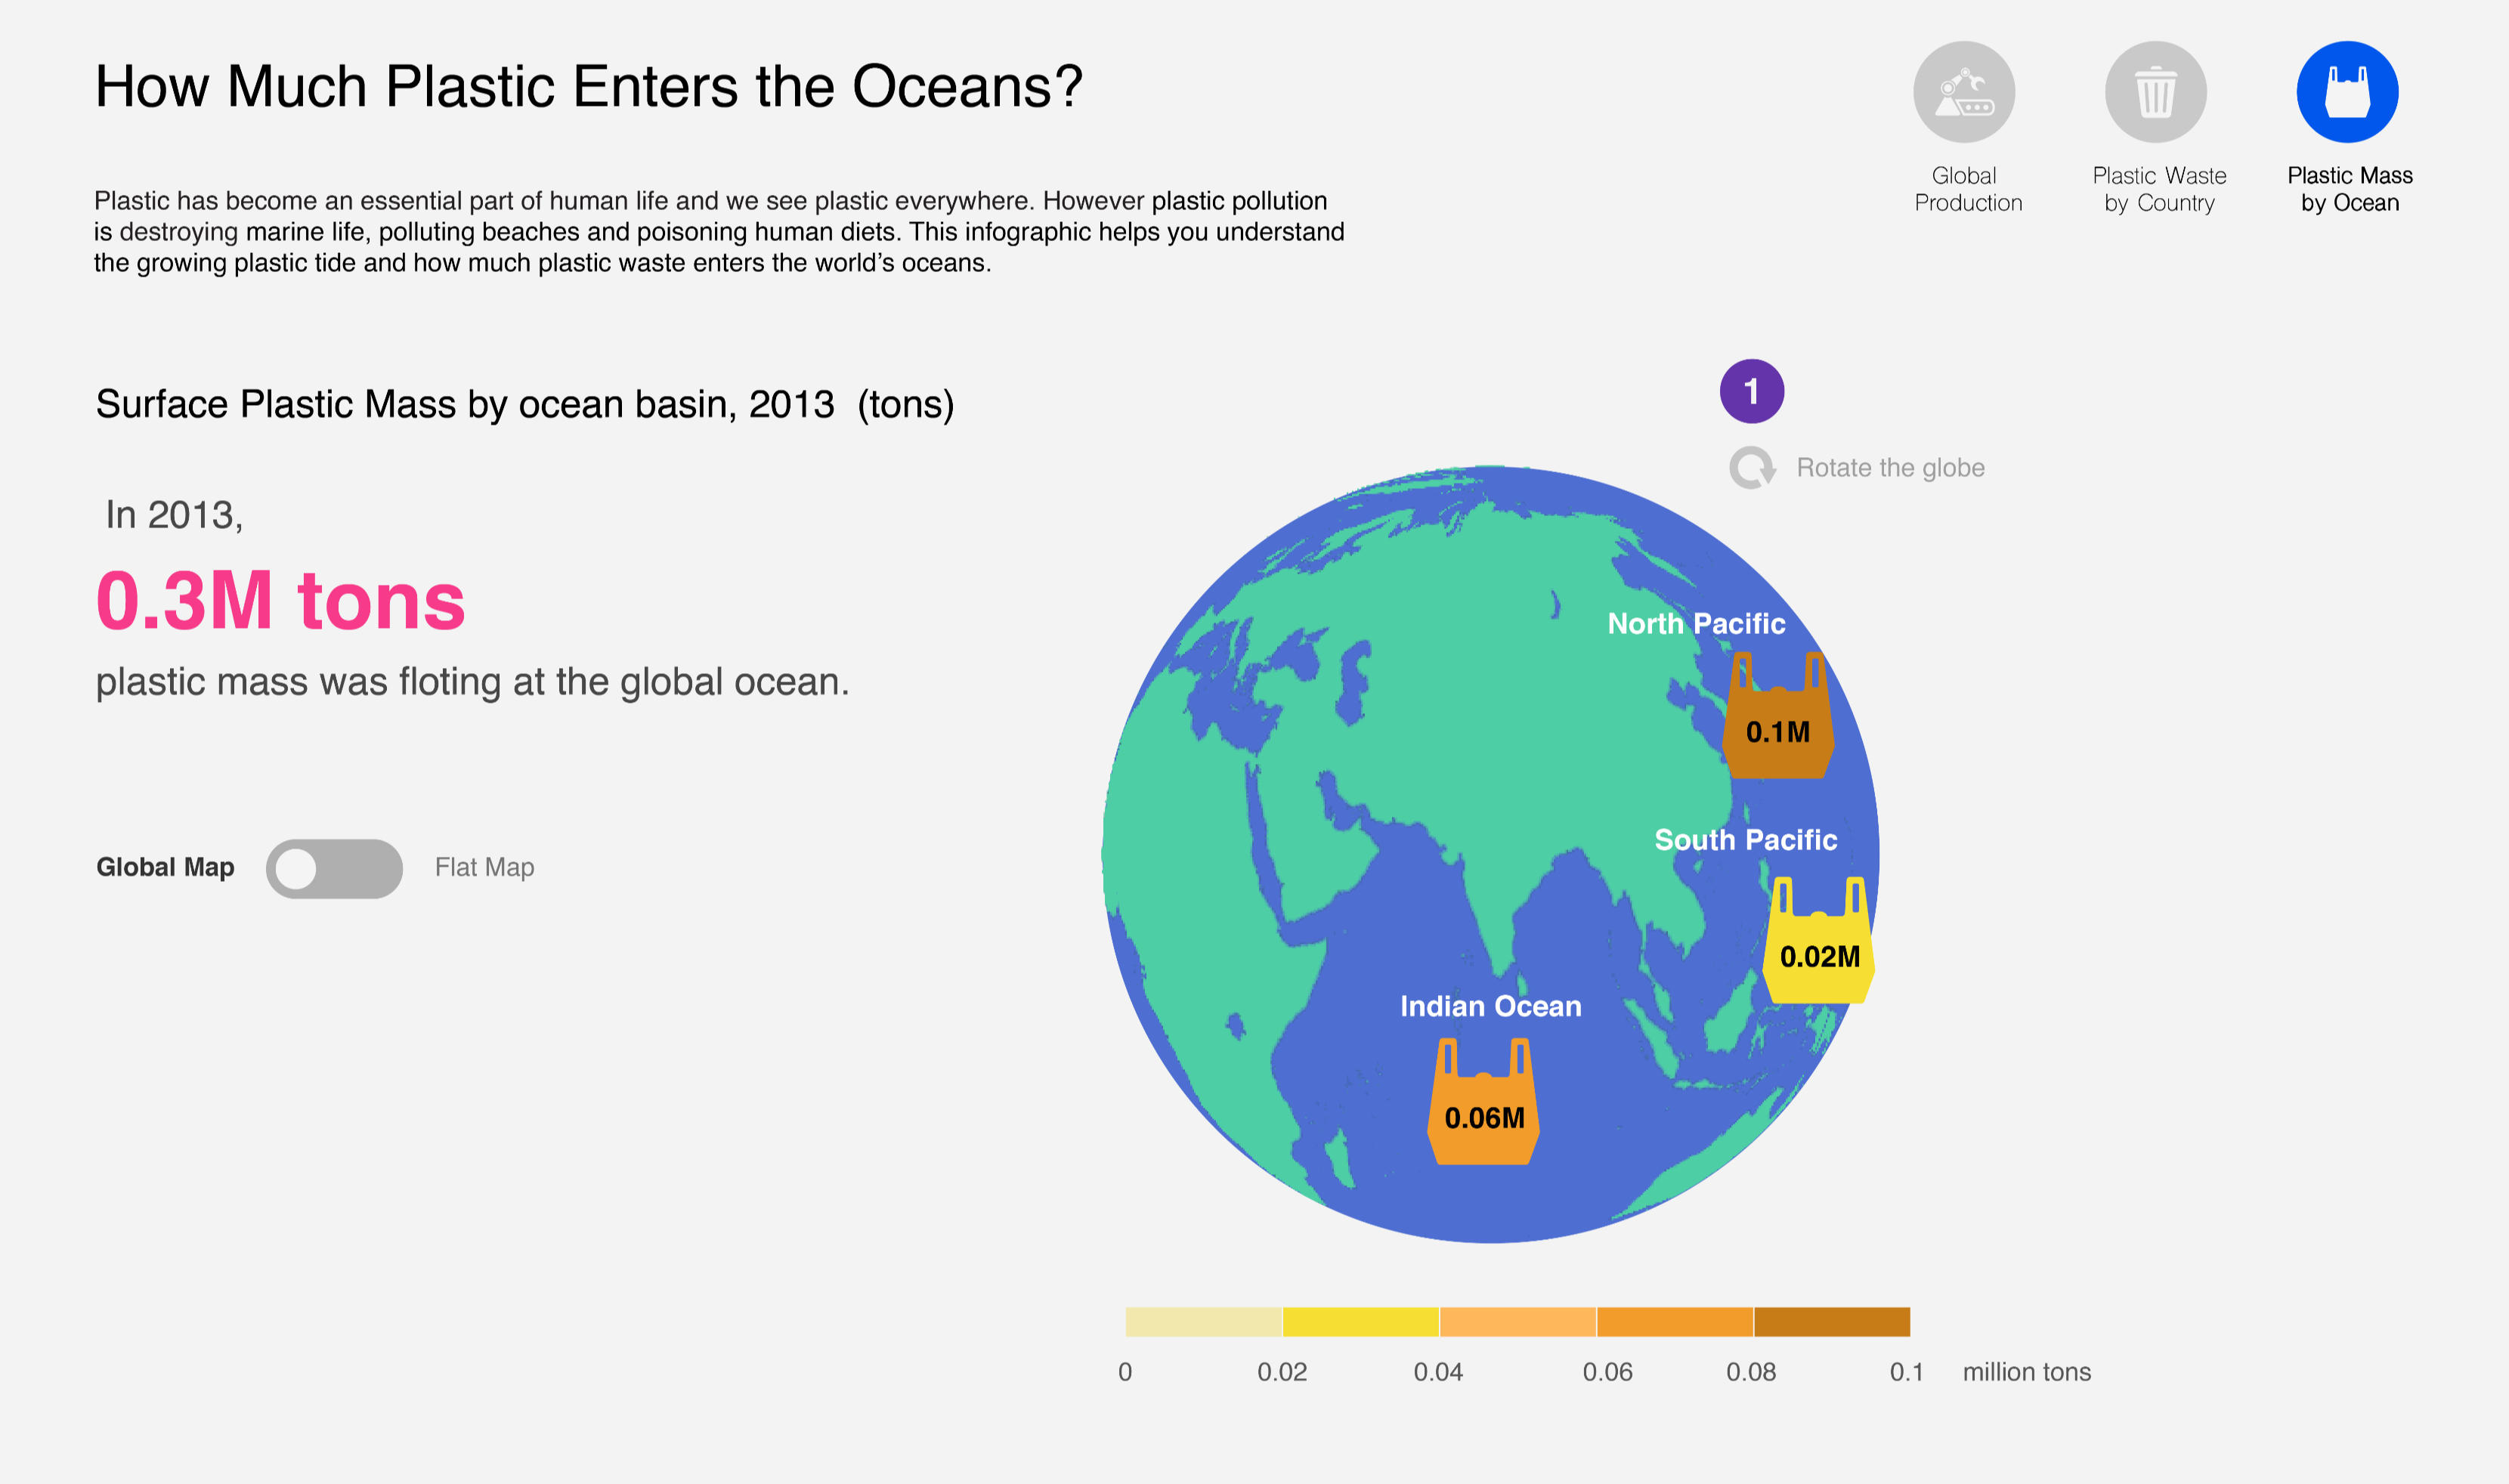 How Much Plastic Enters the Oceans?
Global
Production
Plastic Waste
by Country
Plastic Mass
by Ocean
Plastic has become an essential part of human life and we see plastic everywhere. However plastic pollution
is destroying marine life, polluting beaches and poisoning human diets. This infographic helps you understand
the growing plastic tide and how much plastic waste enters the world’s oceans.
Surface Plastic Mass by ocean basin, 2013 (tons)
1
Rotate the globe
In 2013,
0.3M tons
plastic mass was floting at the global ocean.
Global Map
Flat Map
North Pacific
0.1M
South Pacific
0.02M
Indian Ocean
0.06M
0 0.02 0.04 0.06 0.08 0.1 million tons